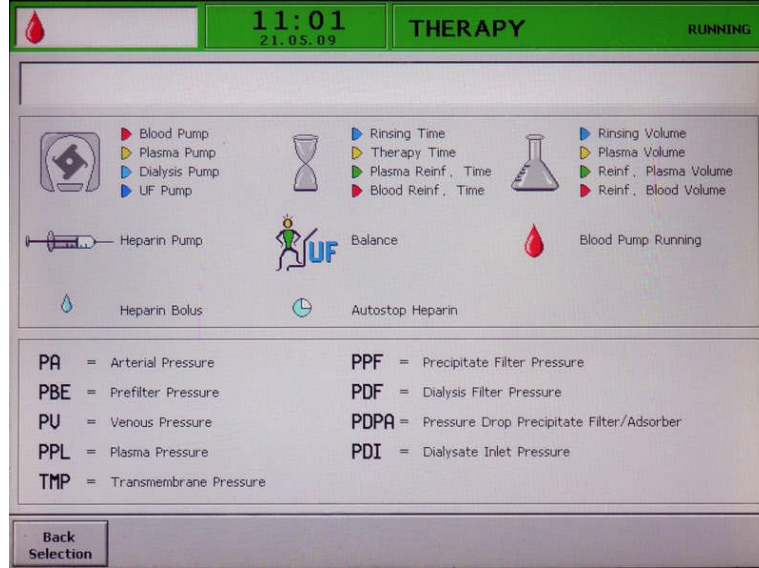 11:01
21.05.09
THERAPY
RUNNING
Blood Pump
Plasma Pump
Dialysis Pump
UF Pump
Rinsing Time
Therapy Time
Plasma Reinf. Time
Blood Reinf. Time
Rinsing Volume
Plasma Volume
Reinf. Plasma Volume
Reinf. Blood Volume
Heparin Pump
UF
Balance
Blood Pump Running
Heparin Bolus
Autostop Heparin
PA = Arterial Pressure
PBE = Prefilter Pressure
PV = Venous Pressure
PPL = Plasma Pressure
TMP = Transmembrane Pressure
PPF = Precipitate Filter Pressure
PDF = Dialysis Filter Pressure
PDPA = Pressure Drop Precipitate Filter/Adsorber
PDI = Dialysate Inlet Pressure
Back
Selection